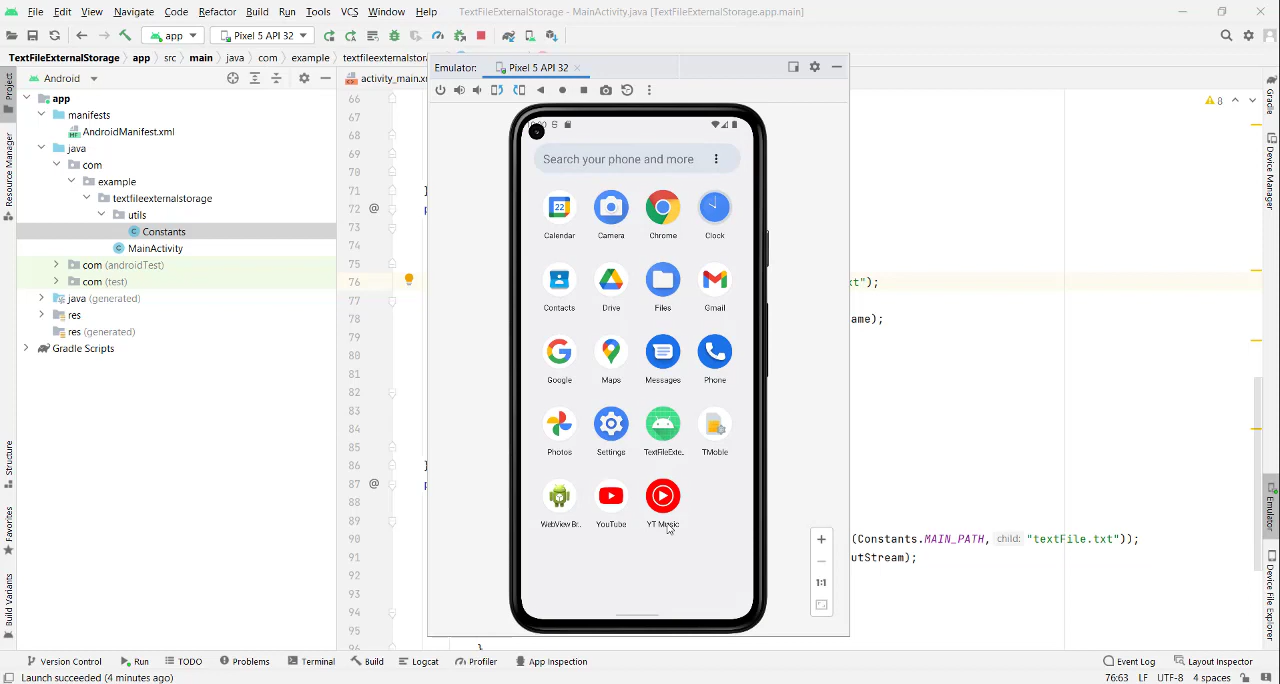 File Edit View Navigate Code Refactor Build Run Tools VCS Window Help TextFileExternalStorage - MainActivity.java [TextFileExternalStorage.app.main]
app Pixel 5 API 32
TextFileExternalStorage app src main java com example textfileexternalstora
Emulator: Pixel 5 API 32
Android
activity_main.xm
app
manifests
AndroidManifest.xml
java
com
example
textfileexternalstorage
utils
Constants
MainActivity
com (androidTest)
com (test)
java (generated)
res
res (generated)
Gradle Scripts
Project
Resource Manager
Structure
Favorites
Build Variants
66
67
68
69
70
71 }
72 @
73
74
75
76 xt");
77
78 ame);
79
80
81
82
83
84
85
86 }
87 @
88
89
90 (Constants.MAIN_PATH, child: "textFile.txt"));
91 utStream);
92
93
94
95
96 }
8
Search your phone and more
22
Calendar Camera Chrome Clock
Contacts Drive Files Gmail
Google Maps Messages Phone
Photos Settings TextFileExte.. TMoble
WebView Br.. YouTube YT Music
1:1
Gradle
Device Manager
Emulator
Device File Explorer
Version Control Run TODO Problems Terminal Build Logcat Profiler App Inspection Event Log Layout Inspector
Launch succeeded (4 minutes ago) 76:63 LF UTF-8 4 spaces